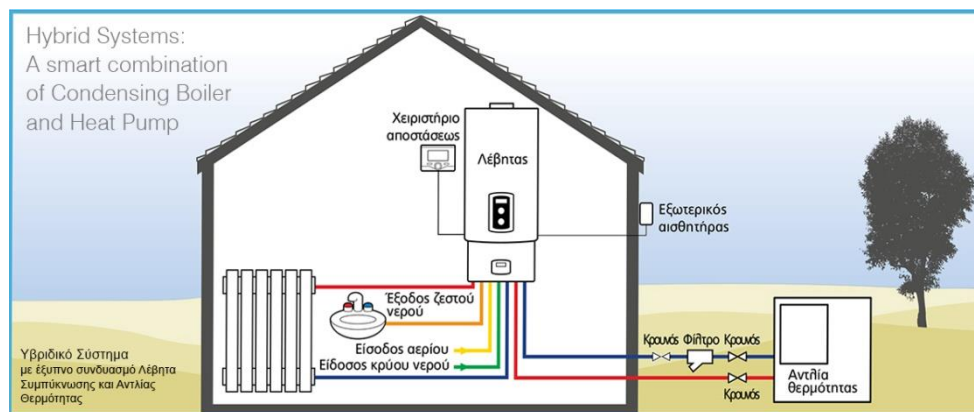 Hybrid Systems:
A smart combination
of Condensing Boiler
and Heat Pump
Χειριστήριο
αποστάσεως
Λέβητας
Εξωτερικός
αισθητήρας
Έξοδος ζεστού
νερού
Είσοδος αερίου
Είδοσος κρύου νερού
Κρουνός Φίλτρο Κρουνός
Κρουνός
Αντλία
θερμότητας
Υβριδικό Σύστημα
με έξυπνο συνδυασμό Λέβητα
Συμπύκνωσης και Αντλίας
Θερμότητας